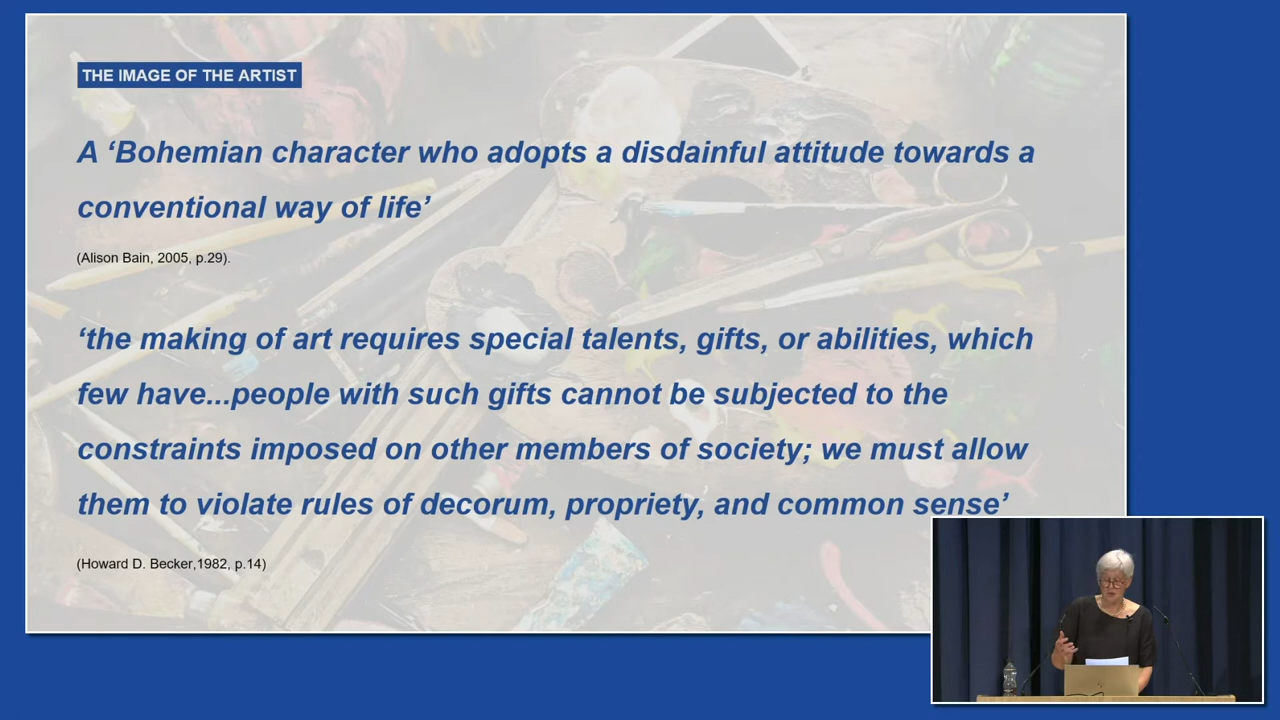 THE IMAGE OF THE ARTIST
A ‘Bohemian character who adopts a disdainful attitude towards a
conventional way of life’
(Alison Bain, 2005, p.29).
‘the making of art requires special talents, gifts, or abilities, which
few have...people with such gifts cannot be subjected to the
constraints imposed on other members of society; we must allow
them to violate rules of decorum, propriety, and common sense’
(Howard D. Becker,1982, p.14)